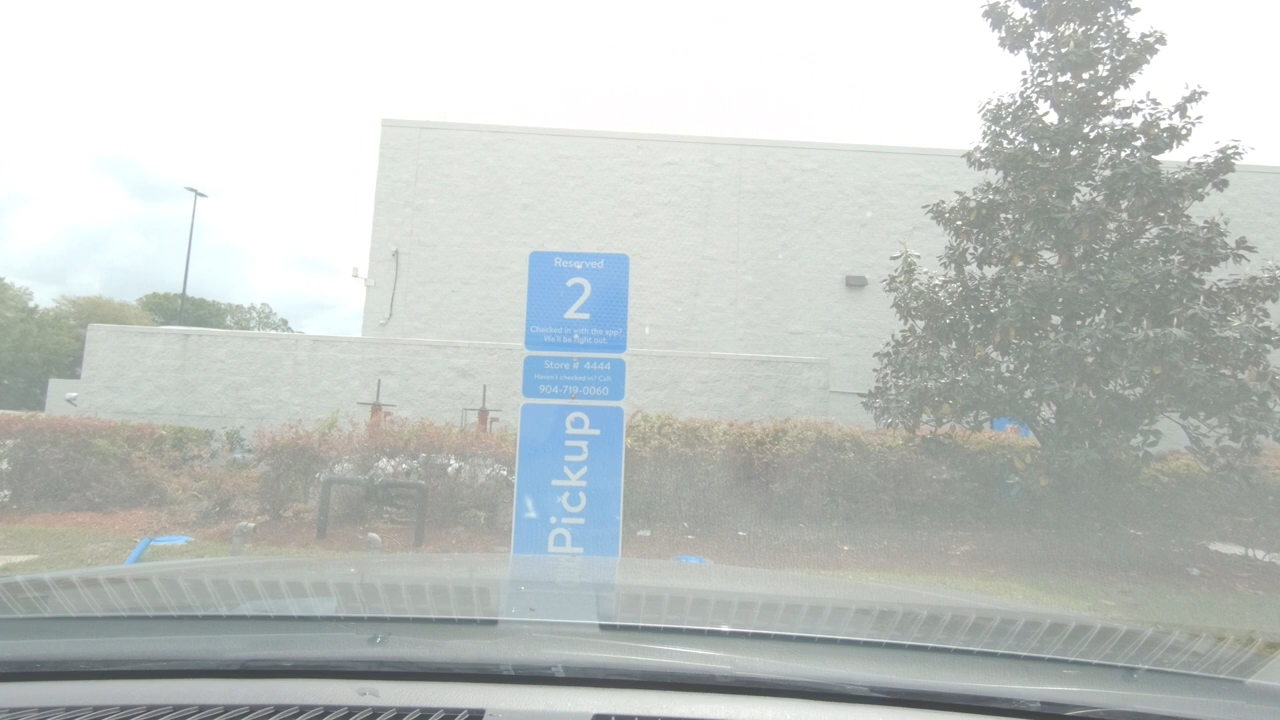 Reserved
2
Checked in with the app?
We'll be right out.
Store # 4444
Haven't checked in? Call:
904-719-0060
Pickup